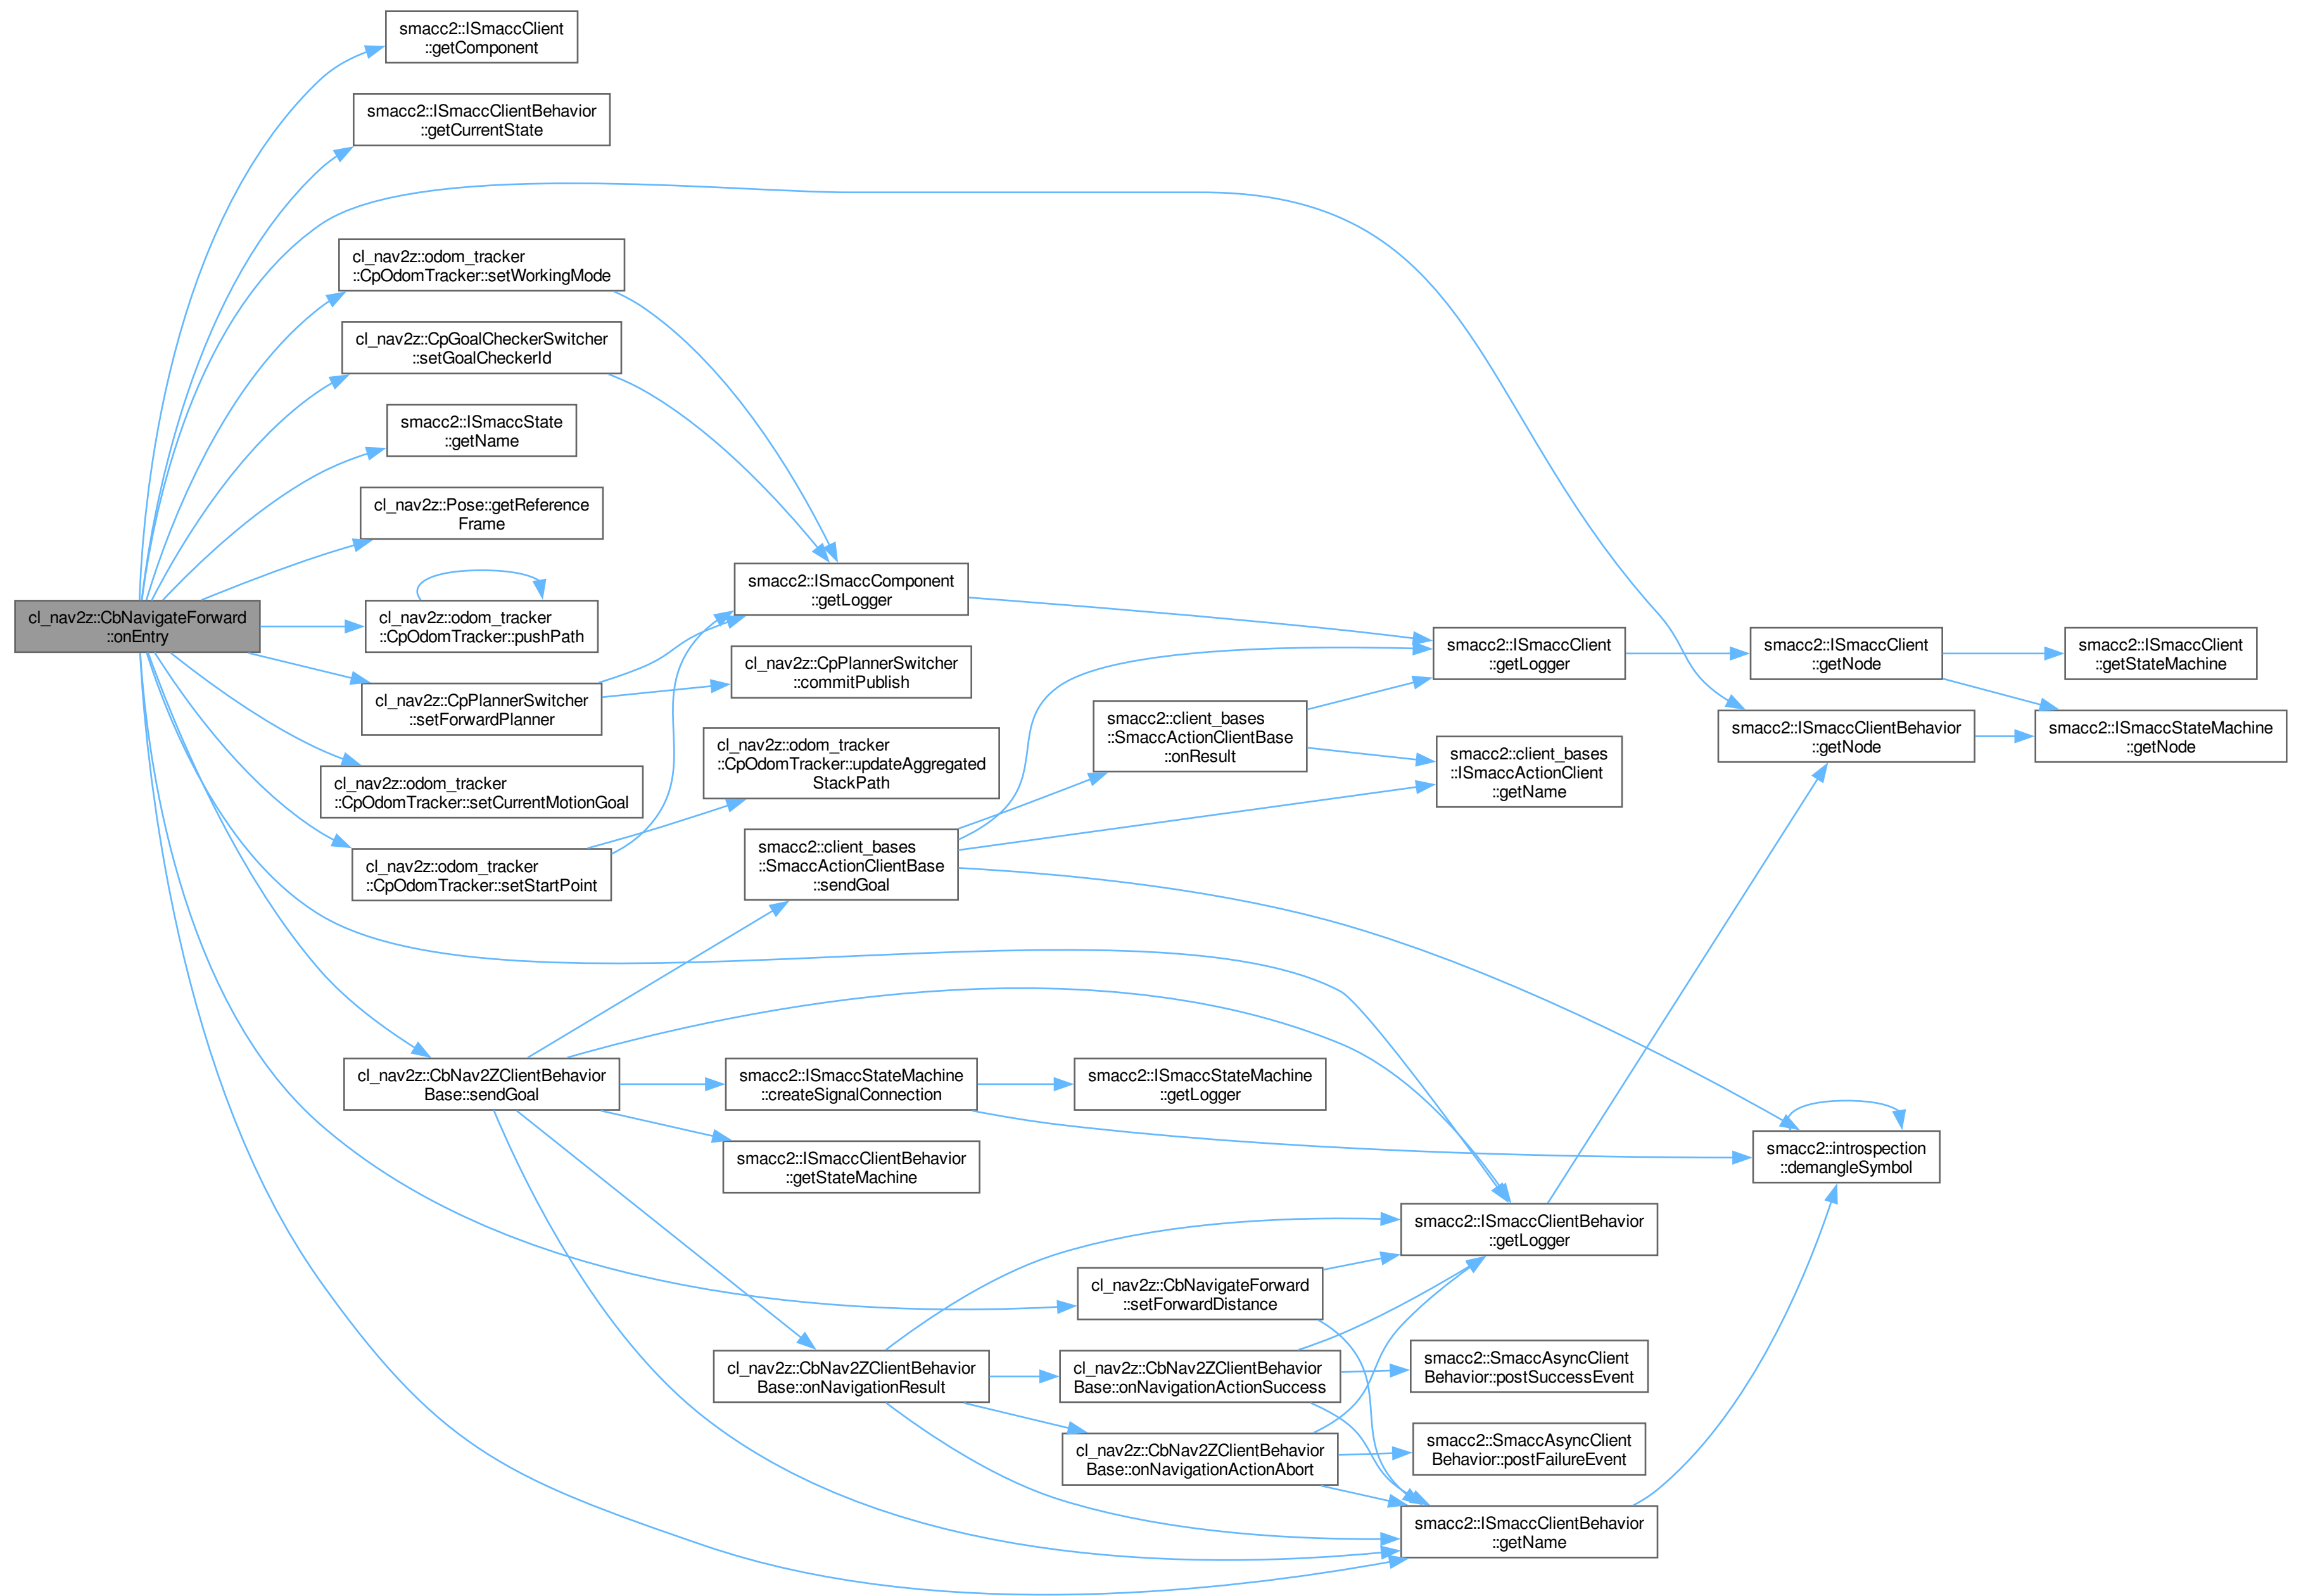 smacc2::ISmaccClient
::getComponent
smacc2::ISmaccClientBehavior
::getCurrentState
cl_nav2z::odom_tracker
::CpOdomTracker::setWorkingMode
cl_nav2z::CpGoalCheckerSwitcher
::setGoalCheckerId
smacc2::ISmaccState
::getName
cl_nav2z::Pose::getReference
Frame
cl_nav2z::CbNavigateForward
::onEntry
cl_nav2z::odom_tracker
::CpOdomTracker::pushPath
cl_nav2z::CpPlannerSwitcher
::setForwardPlanner
cl_nav2z::odom_tracker
::CpOdomTracker::setCurrentMotionGoal
cl_nav2z::odom_tracker
::CpOdomTracker::setStartPoint
smacc2::ISmaccComponent
::getLogger
cl_nav2z::CpPlannerSwitcher
::commitPublish
cl_nav2z::odom_tracker
::CpOdomTracker::updateAggregated
StackPath
smacc2::client_bases
::SmaccActionClientBase
::sendGoal
smacc2::client_bases
::SmaccActionClientBase
::onResult
smacc2::ISmaccClient
::getLogger
smacc2::client_bases
::ISmaccActionClient
::getName
smacc2::ISmaccClient
::getNode
smacc2::ISmaccClientBehavior
::getNode
smacc2::ISmaccClient
::getStateMachine
smacc2::ISmaccStateMachine
::getNode
cl_nav2z::CbNav2ZClientBehavior
Base::sendGoal
smacc2::ISmaccStateMachine
::createSignalConnection
smacc2::ISmaccStateMachine
::getLogger
smacc2::ISmaccClientBehavior
::getStateMachine
smacc2::introspection
::demangleSymbol
smacc2::ISmaccClientBehavior
::getLogger
cl_nav2z::CbNavigateForward
::setForwardDistance
cl_nav2z::CbNav2ZClientBehavior
Base::onNavigationResult
cl_nav2z::CbNav2ZClientBehavior
Base::onNavigationActionSuccess
smacc2::SmaccAsyncClient
Behavior::postSuccessEvent
cl_nav2z::CbNav2ZClientBehavior
Base::onNavigationActionAbort
smacc2::SmaccAsyncClient
Behavior::postFailureEvent
smacc2::ISmaccClientBehavior
::getName